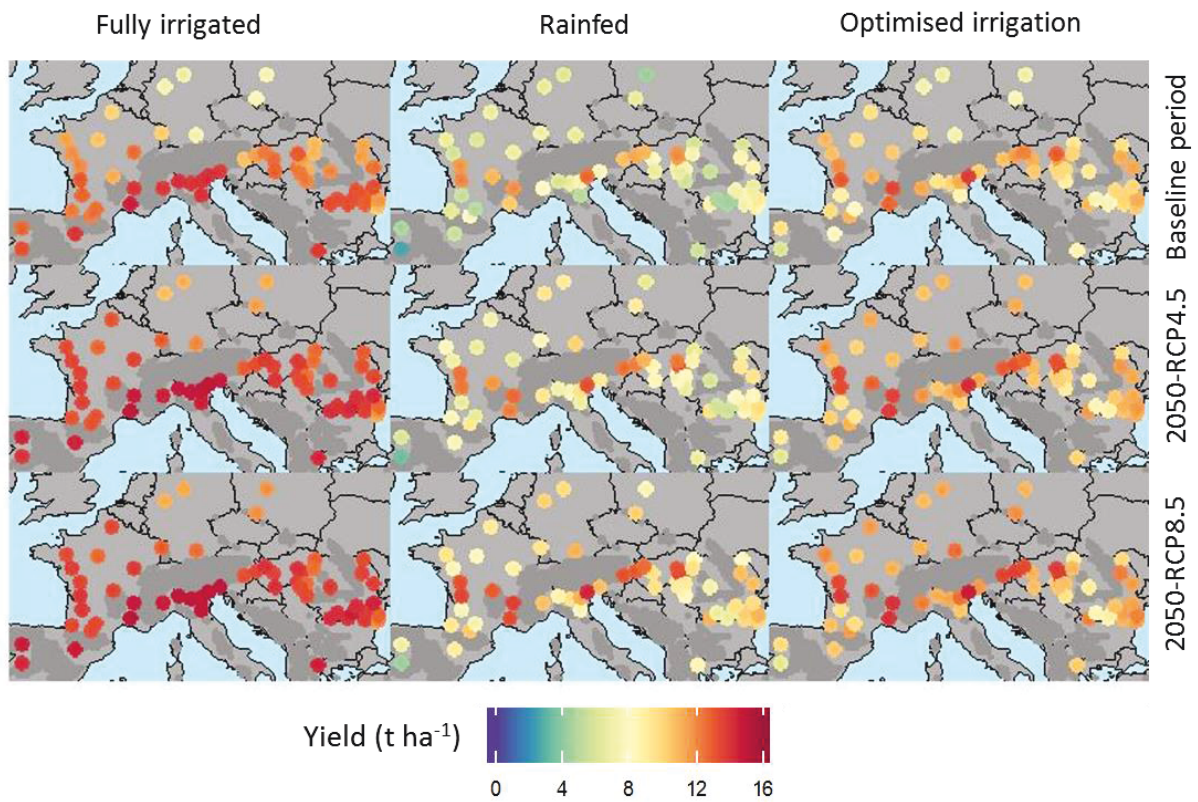 Fully irrigated
Rainfed
Optimised irrigation
Baseline period
2050-RCP4.5
2050-RCP8.5
Yield (t ha⁻¹)
0 4 8 12 16